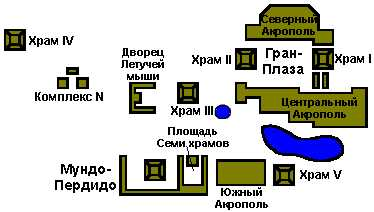 Северный
Акрополь
Храм IV
Дворец
Летучей
мыши
Храм II
Гран-
Плаза
Храм I
Комплекс N
Храм III
Центральный
Акрополь
Площадь
Семи храмов
Мундо-
Пердидо
Южный
Акрополь
Храм V